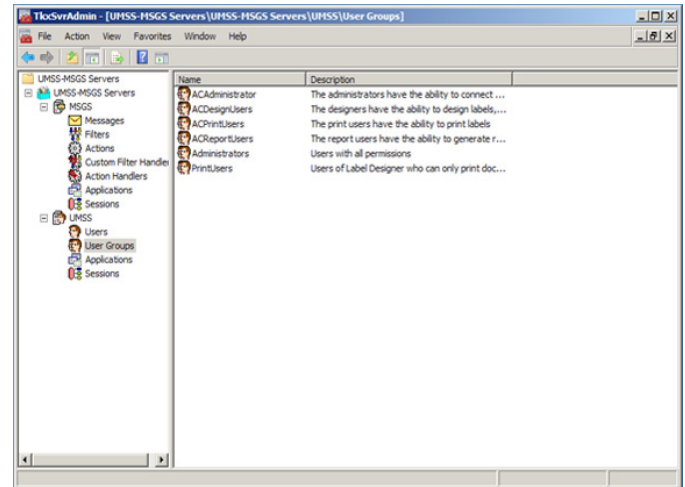 TkxSvrAdmin - [UMSS-MSGS Servers\UMSS-MSGS Servers\UMSS\User Groups]
File Action View Favorites Window Help
UMSS-MSGS Servers
UMSS-MSGS Servers
MSGS
Messages
Filters
Actions
Custom Filter Handler
Action Handlers
Applications
Sessions
UMSS
Users
User Groups
Applications
Sessions
Name Description
ACAdministrator The administrators have the ability to connect ...
ACDesignUsers The designers have the ability to design labels,...
ACPrintUsers The print users have the ability to print labels
ACReportUsers The report users have the ability to generate r...
Administrators Users with all permissions
PrintUsers Users of Label Designer who can only print doc...